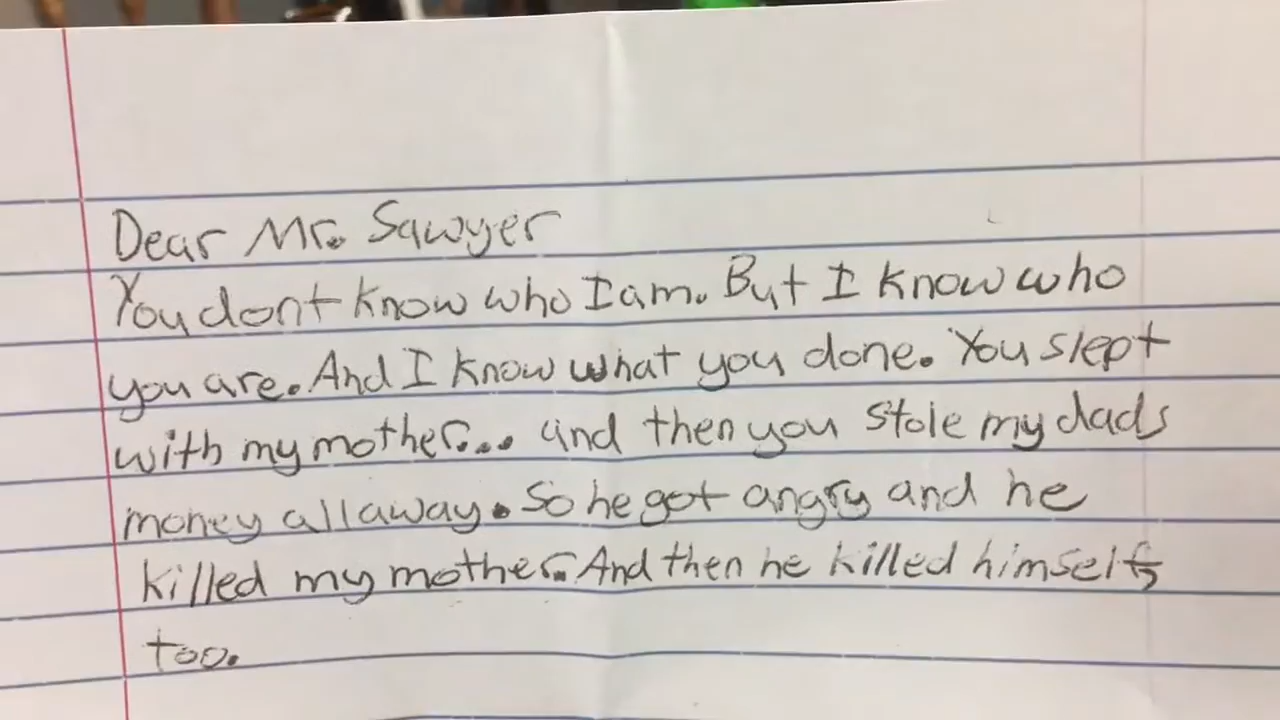 Dear Mr. Sawyer
You dont know who I am. But I know who
you are. And I know what you done. You slept
with my mother... and then you stole my dads
money all away. So he got angry and he
killed my mother. And then he killed himself,
too.